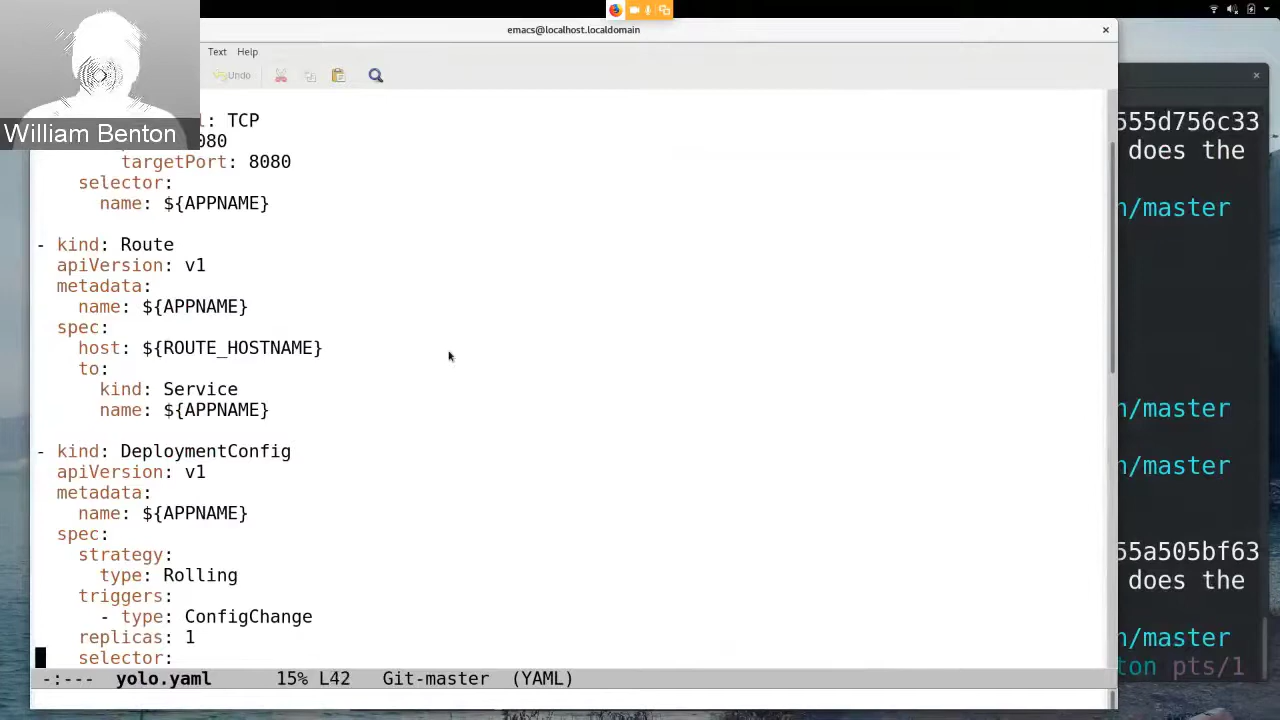 emacs@localhost.localdomain
Text Help
Undo
William Benton
l: TCP
080
targetPort: 8080
selector:
name: ${APPNAME}
- kind: Route
apiVersion: v1
metadata:
name: ${APPNAME}
spec:
host: ${ROUTE_HOSTNAME}
to:
kind: Service
name: ${APPNAME}
- kind: DeploymentConfig
apiVersion: v1
metadata:
name: ${APPNAME}
spec:
strategy:
type: Rolling
triggers:
- type: ConfigChange
replicas: 1
selector:
-:--- yolo.yaml 15% L42 Git-master (YAML)
555d756c33
does the
n/master
n/master
n/master
55a505bf63
does the
n/master
ton pts/1